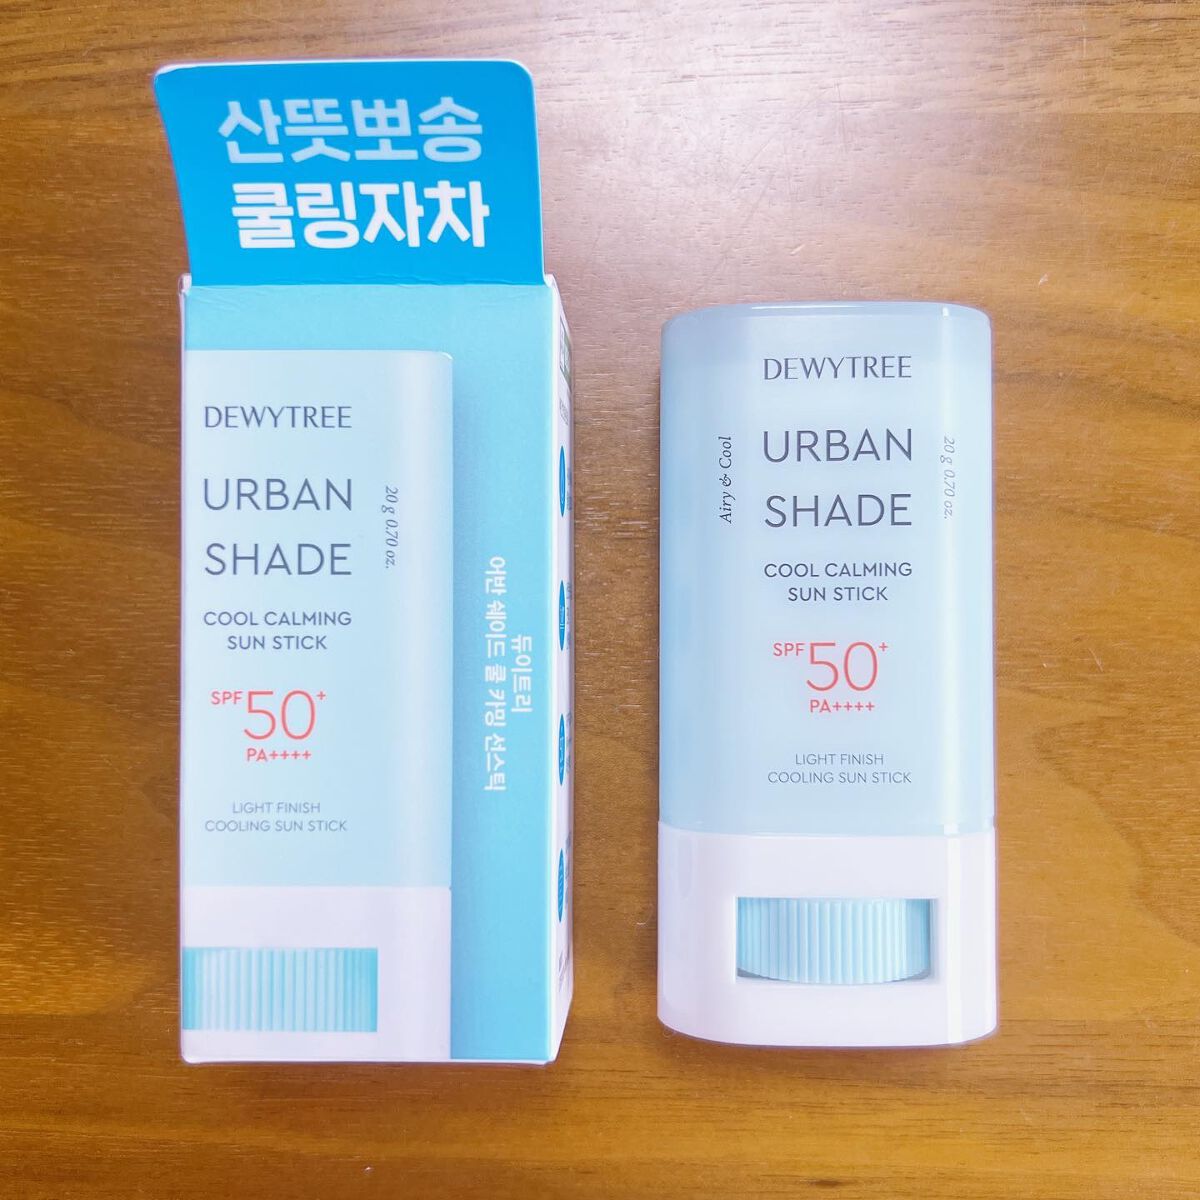 산뜻뽀송
쿨링자차
DEWYTREE
URBAN
SHADE
COOL CALMING
SUN STICK
SPF 50+
PA++++
LIGHT FINISH
COOLING SUN STICK
20 g 0.70 oz.
듀이트리
어반 쉐이드 쿨 카밍 선스틱
DEWYTREE
Airy & Cool
URBAN
SHADE
20 g 0.70 oz.
COOL CALMING
SUN STICK
SPF 50+
PA++++
LIGHT FINISH
COOLING SUN STICK